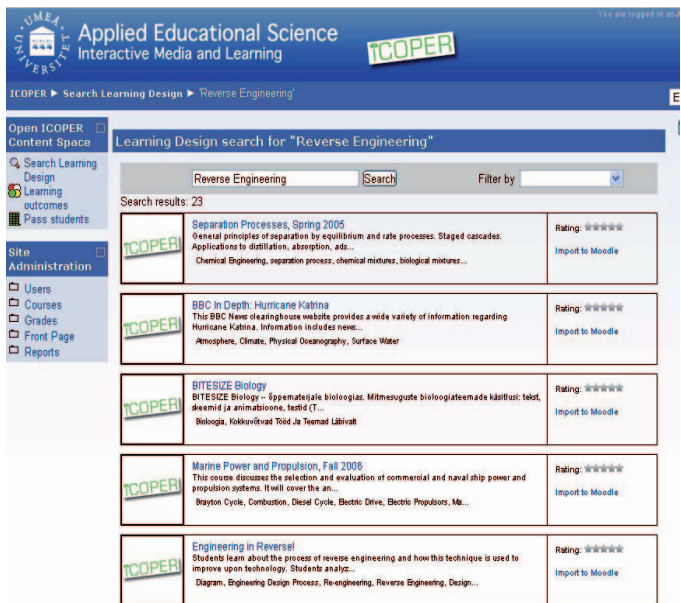 UMEÅ UNIVERSITET
Applied Educational Science
Interactive Media and Learning
iCOPER
You are logged in as J
ICOPER ► Search Learning Design ► 'Reverse Engineering'
E
Open ICOPER
Content Space
Search Learning
Design
Learning
outcomes
Pass students
Site
Administration
Users
Courses
Grades
Front Page
Reports
Learning Design search for "Reverse Engineering"
Reverse Engineering Search Filter by
Search results: 23
iCOPER
Separation Processes, Spring 2005
General principles of separation by equilibrium and rate processes. Staged cascades.
Applications to distillation, absorption, ads...
Chemical Engineering, separation process, chemical mixtures, biological mixtures...
Rating:
Import to Moodle
iCOPER
BBC In Depth: Hurricane Katrina
This BBC News clearinghouse website provides a wide variety of information regarding
Hurricane Katrina. Information includes news...
Atmosphere, Climate, Physical Oceanography, Surface Water
Rating:
Import to Moodle
iCOPER
BITESIZE Biology
BITESIZE Biology – õppematerjale bioloogias. Mitmesuguste bioloogiateemade käsitlusi: tekst,
skeemid ja animatsioone, testid (T...
Bioloogia, Kokkuvõtvad Tööd Ja Teemad Läbivalt
Rating:
Import to Moodle
iCOPER
Marine Power and Propulsion, Fall 2006
This course discusses the selection and evaluation of commercial and naval ship power and
propulsion systems. It will cover the an...
Brayton Cycle, Combustion, Diesel Cycle, Electric Drive, Electric Propulsors, Ma...
Rating:
Import to Moodle
iCOPER
Engineering in Reverse!
Students learn about the process of reverse engineering and how this technique is used to
improve upon technology. Students analyz...
Diagram, Engineering Design Process, Re-engineering, Reverse Engineering, Design...
Rating:
Import to Moodle